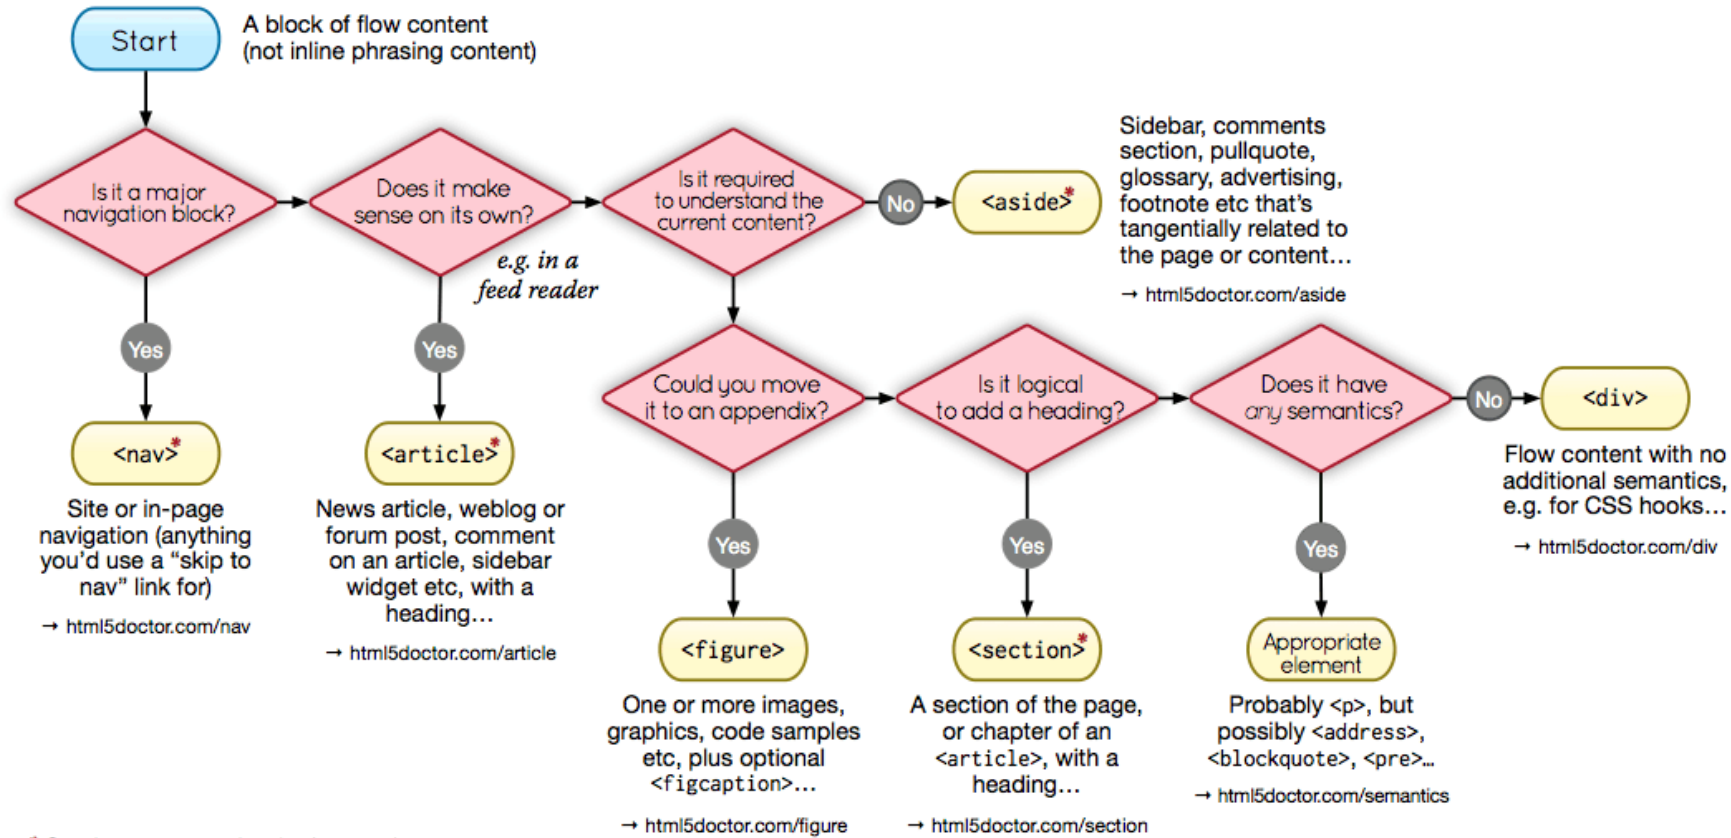 Start
A block of flow content
(not inline phrasing content)
Is it a major
navigation block?
Does it make
sense on its own?
e.g. in a
feed reader
Is it required
to understand the
current content?
No
<aside>*
Sidebar, comments
section, pullquote,
glossary, advertising,
footnote etc that's
tangentially related to
the page or content…
→ html5doctor.com/aside
Yes
Yes
Could you move
it to an appendix?
Is it logical
to add a heading?
Does it have
any semantics?
No
<div>
Flow content with no
additional semantics,
e.g. for CSS hooks…
→ html5doctor.com/div
<nav>*
Site or in-page
navigation (anything
you'd use a “skip to
nav” link for)
→ html5doctor.com/nav
<article>*
News article, weblog or
forum post, comment
on an article, sidebar
widget etc, with a
heading…
→ html5doctor.com/article
Yes
Yes
Yes
<figure>
One or more images,
graphics, code samples
etc, plus optional
<figcaption>…
→ html5doctor.com/figure
<section>*
A section of the page,
or chapter of an
<article>, with a
heading…
→ html5doctor.com/section
Appropriate
element
Probably <p>, but
possibly <address>,
<blockquote>, <pre>…
→ html5doctor.com/semantics